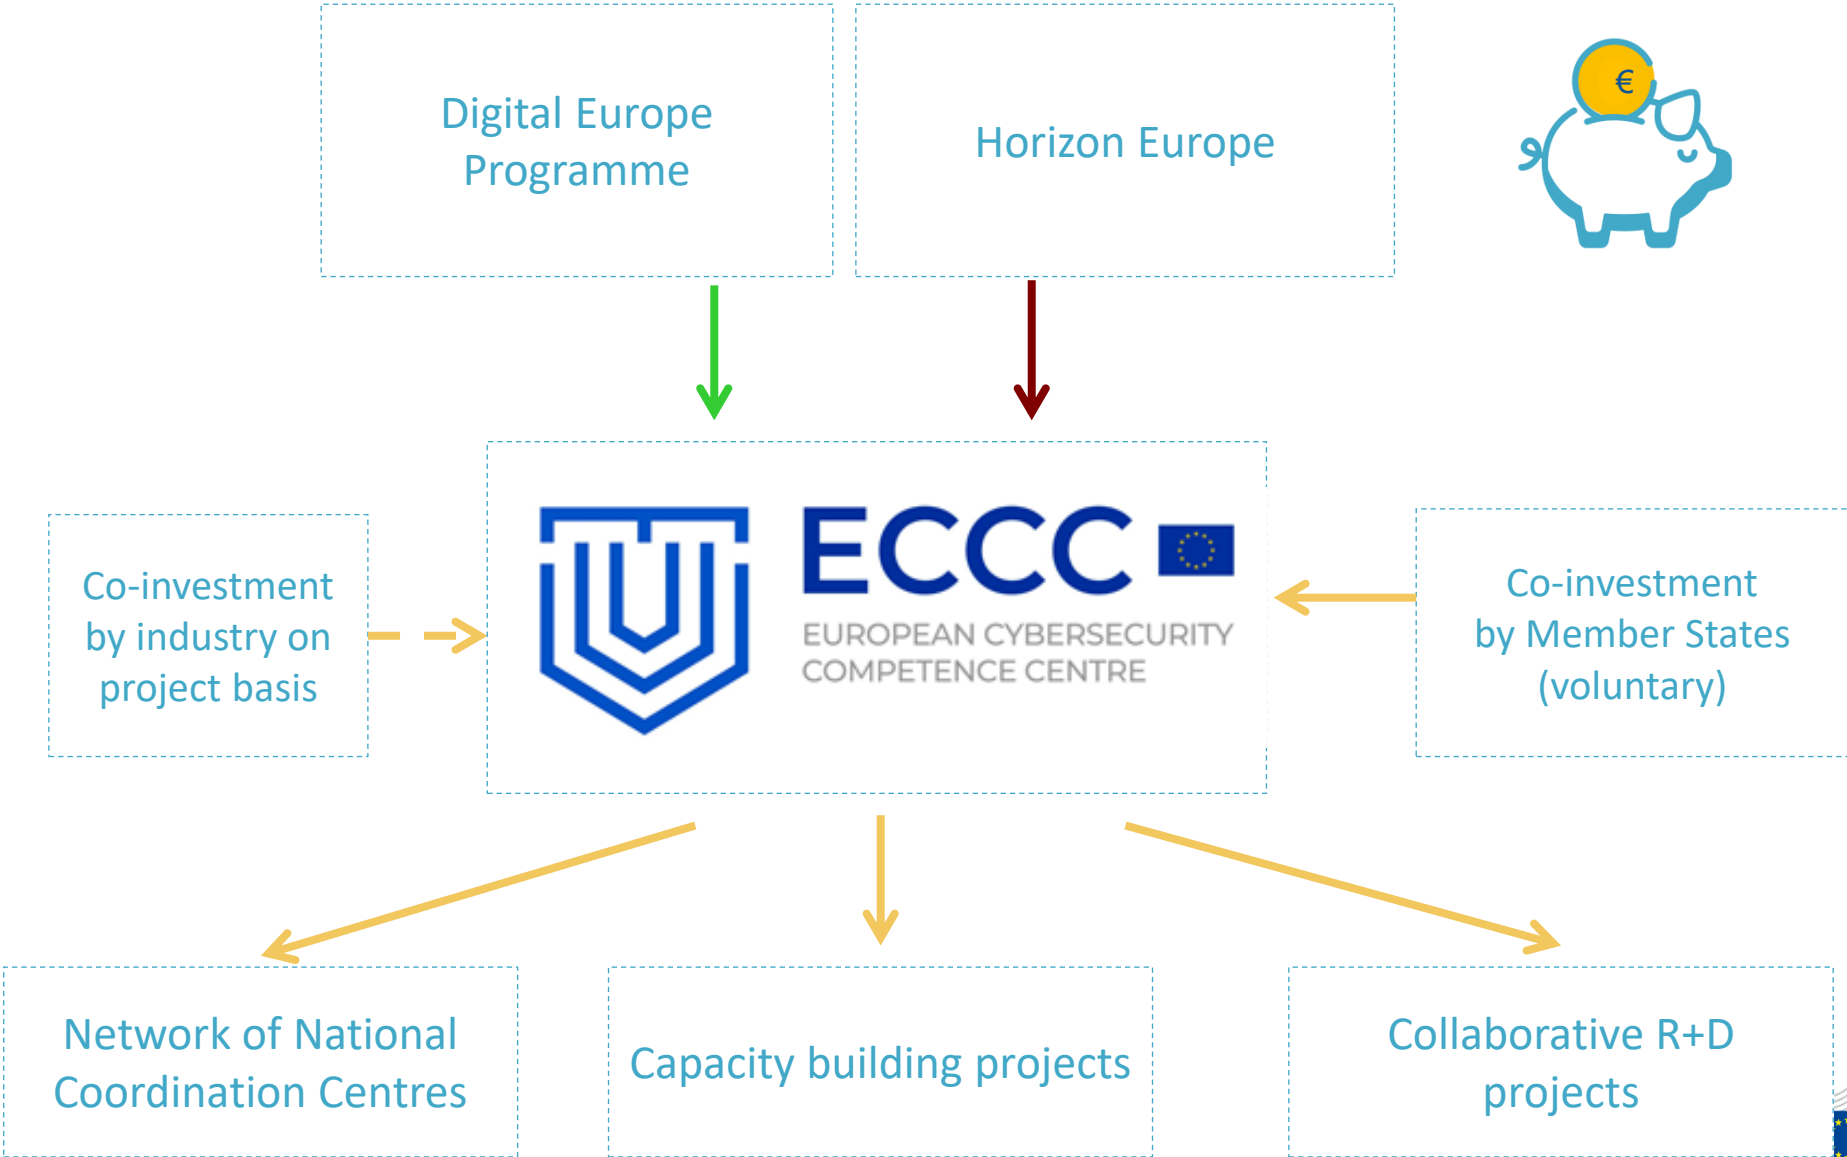 Digital Europe
Programme
Horizon Europe
€
Co-investment
by industry on
project basis
ECCC
EUROPEAN CYBERSECURITY
COMPETENCE CENTRE
Co-investment
by Member States
(voluntary)
Network of National
Coordination Centres
Capacity building projects
Collaborative R+D
projects